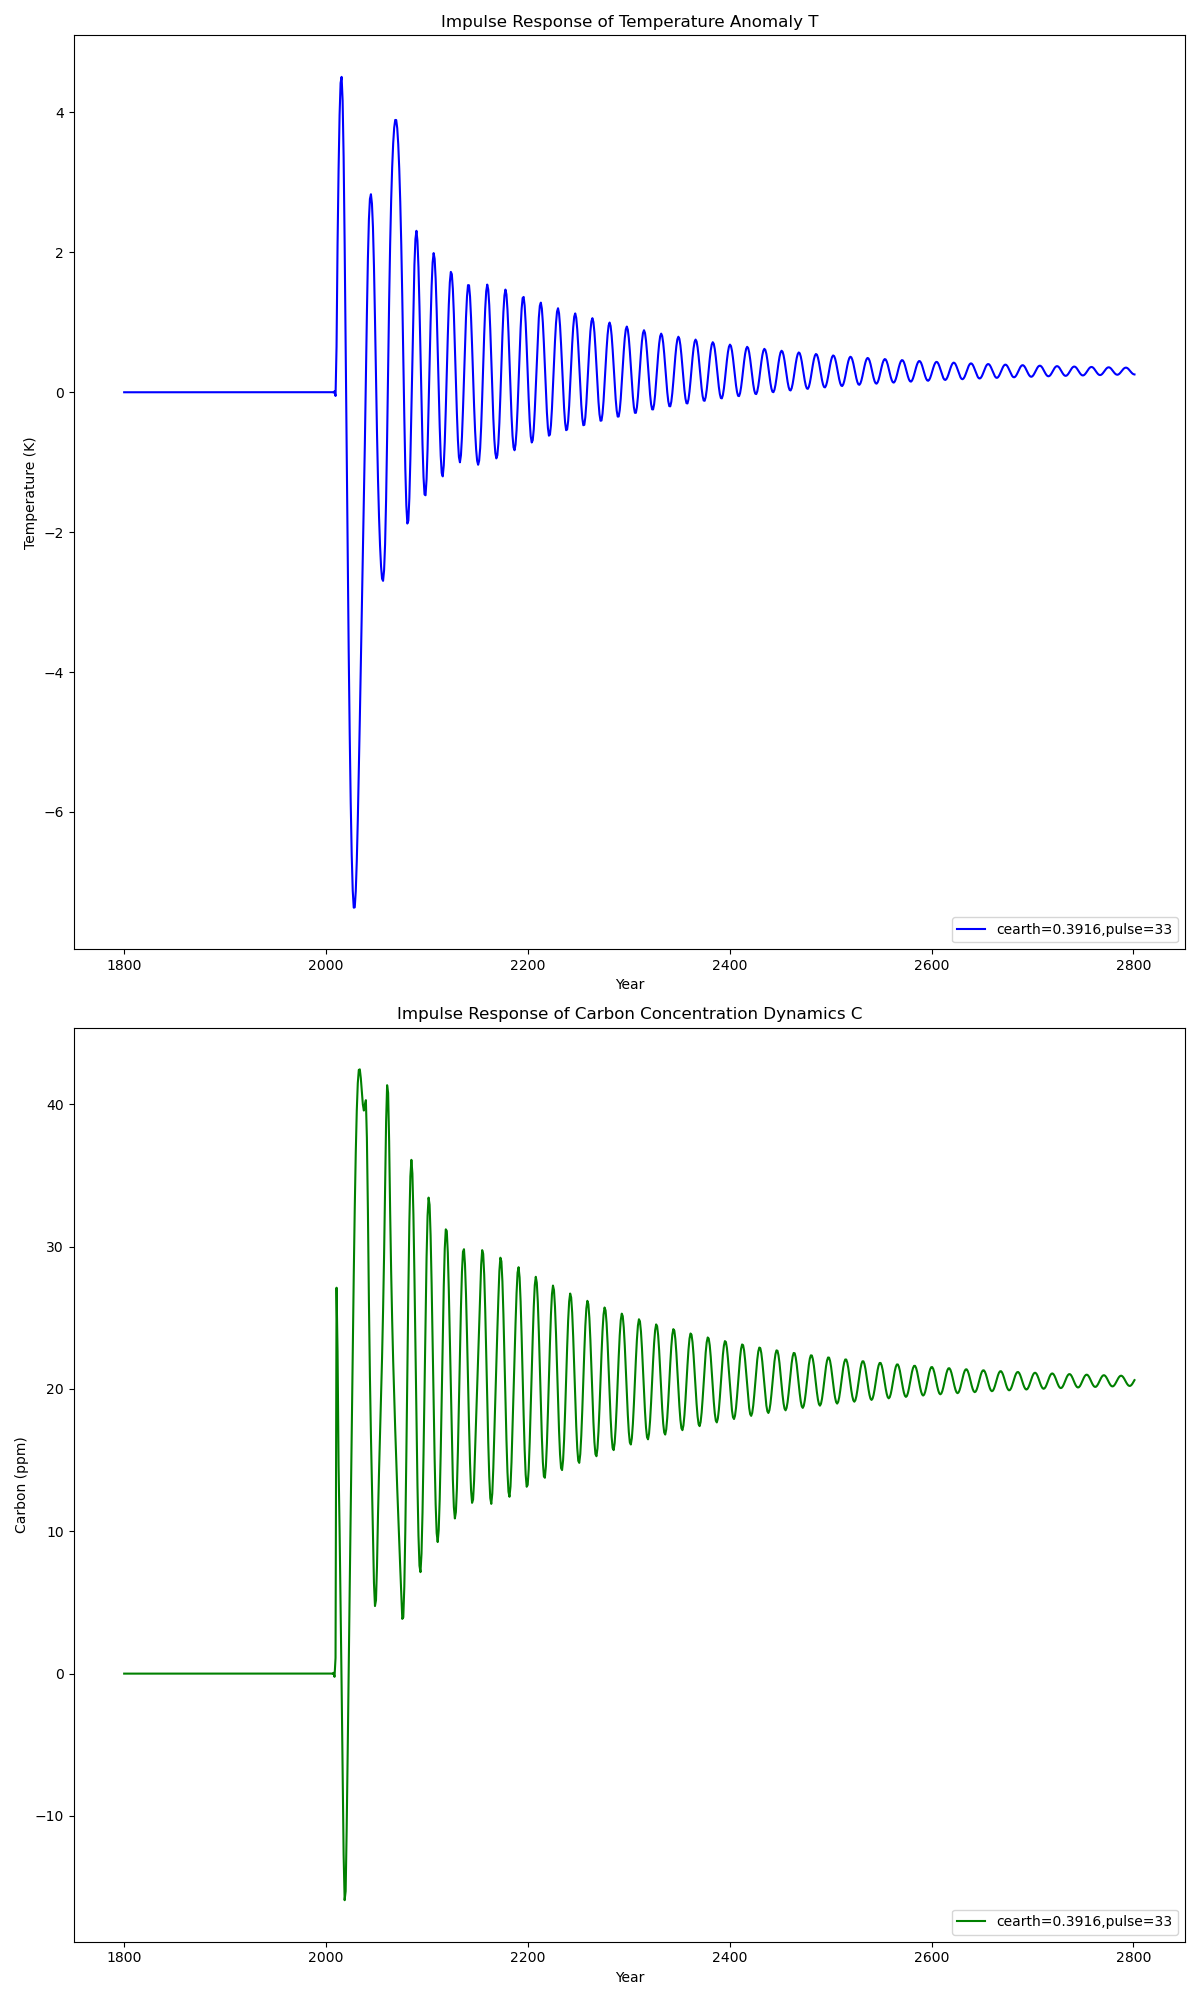 Impulse Response of Temperature Anomaly T
4
2
0
−2
−4
−6
Temperature (K)
cearth=0.3916,pulse=33
1800 2000 2200 2400 2600 2800
Year
Impulse Response of Carbon Concentration Dynamics C
40
30
20
10
0
−10
Carbon (ppm)
cearth=0.3916,pulse=33
1800 2000 2200 2400 2600 2800
Year